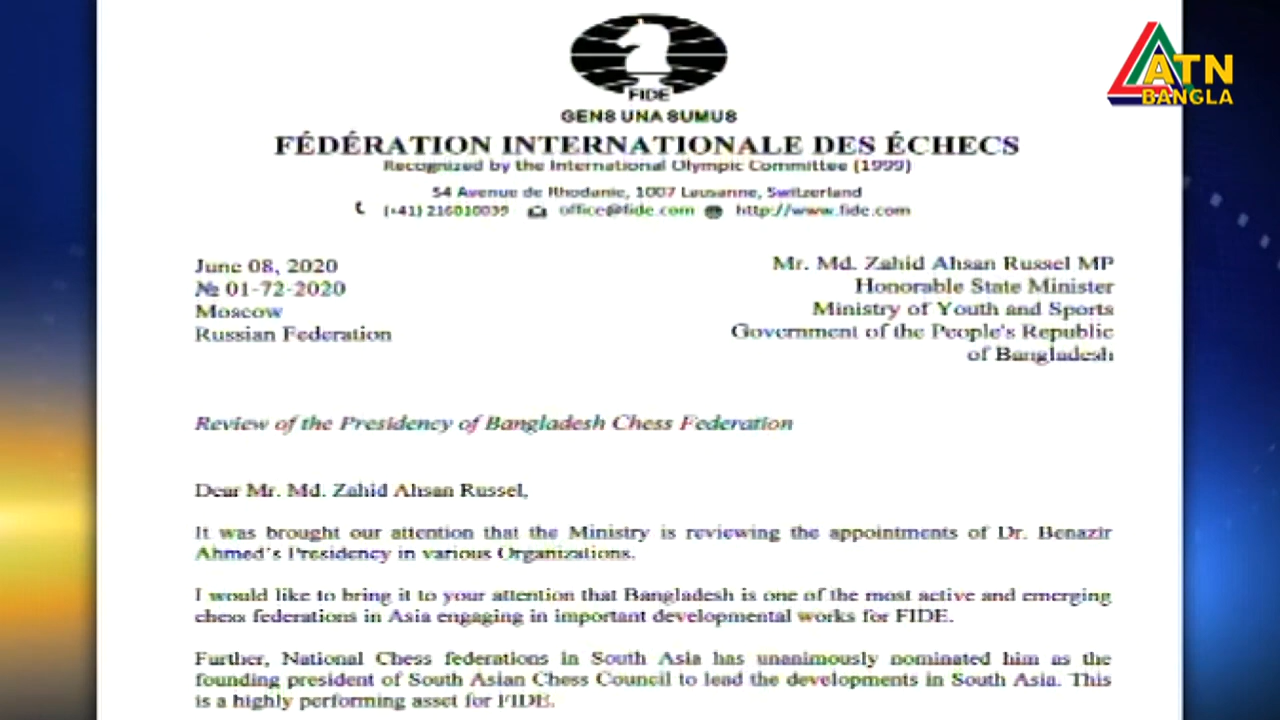 FIDE
GENS UNA SUMUS
FÉDÉRATION INTERNATIONALE DES ÉCHECS
Recognized by the International Olympic Committee (1999)
54 Avenue de Rhodanie, 1007 Lausanne, Switzerland
(+41) 216010039 office@fide.com http://www.fide.com
ATN
BANGLA
June 08, 2020
№ 01-72-2020
Moscow
Russian Federation
Mr. Md. Zahid Ahsan Russel MP
Honorable State Minister
Ministry of Youth and Sports
Government of the People's Republic
of Bangladesh
Review of the Presidency of Bangladesh Chess Federation
Dear Mr. Md. Zahid Ahsan Russel,
It was brought our attention that the Ministry is reviewing the appointments of Dr. Benazir
Ahmed's Presidency in various Organizations.
I would like to bring it to your attention that Bangladesh is one of the most active and emerging
chess federations in Asia engaging in important developmental works for FIDE.
Further, National Chess federations in South Asia has unanimously nominated him as the
founding president of South Asian Chess Council to lead the developments in South Asia. This
is a highly performing asset for FIDE.